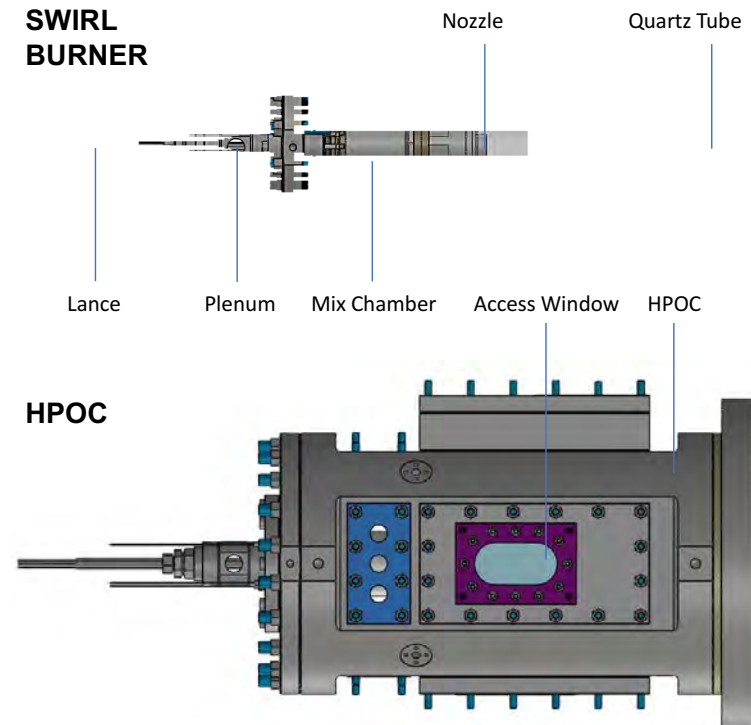 SWIRL
BURNER
Nozzle
Quartz Tube
Lance
Plenum
Mix Chamber
Access Window
HPOC
HPOC